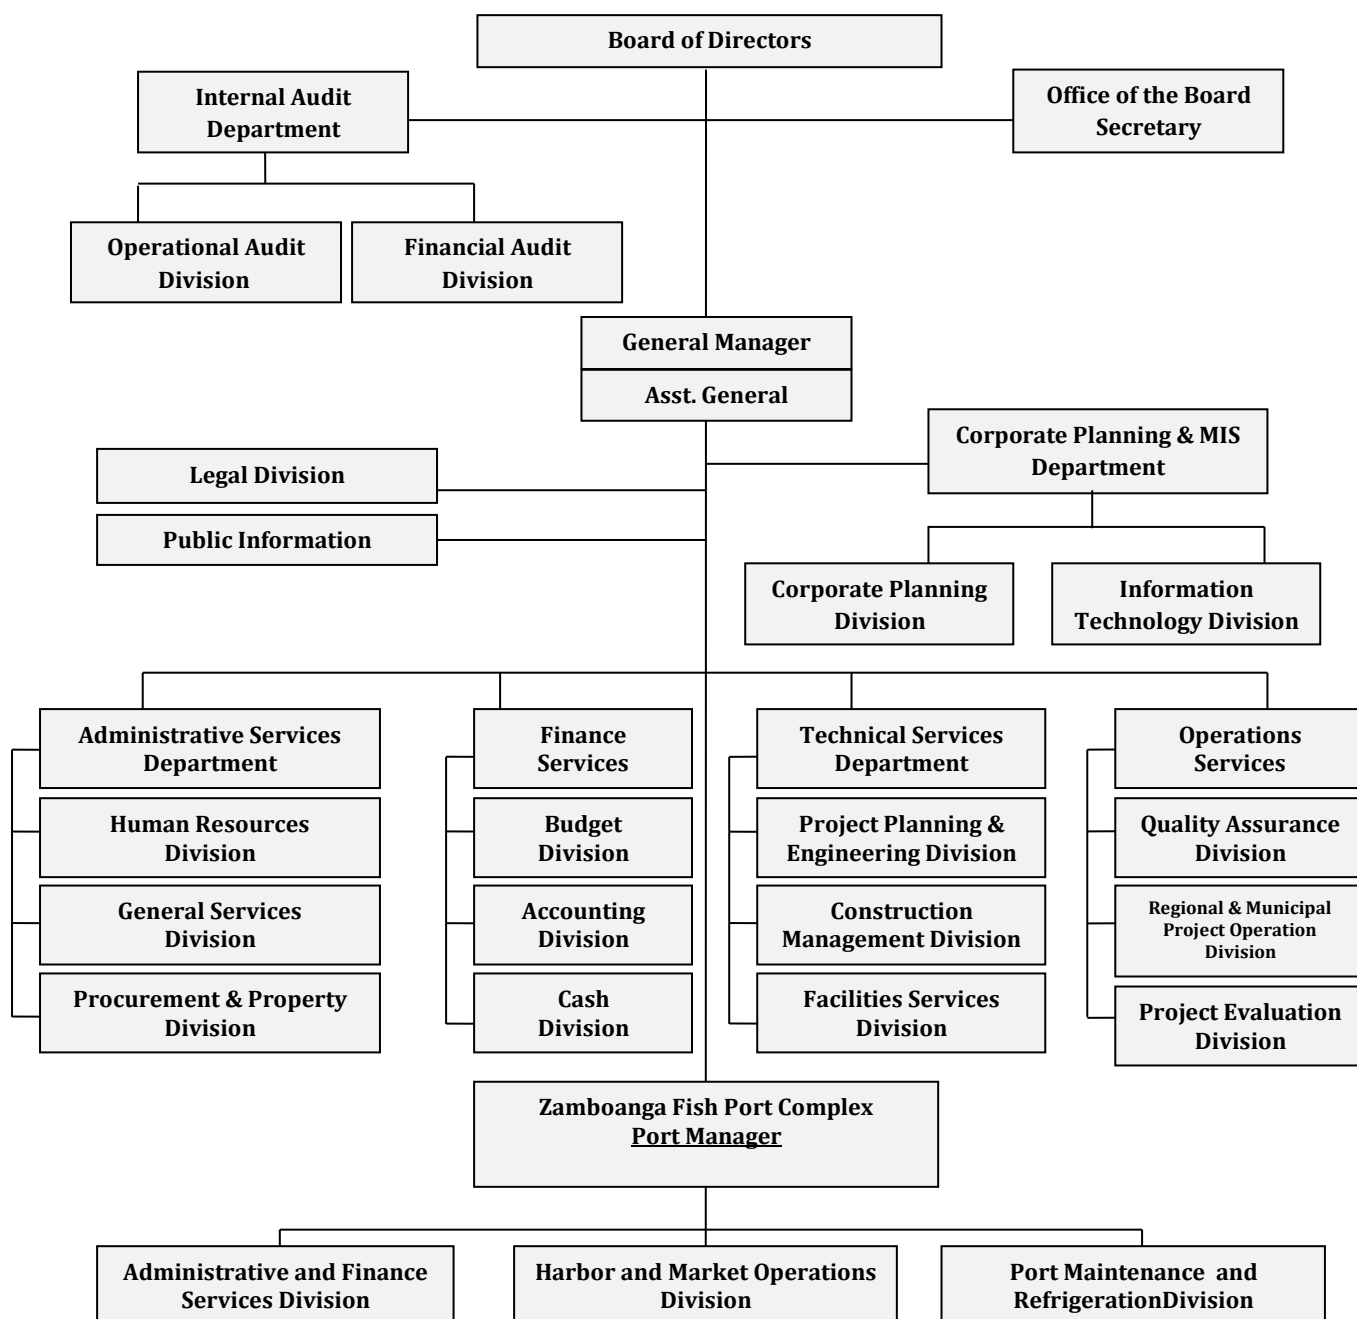 Board of Directors
Internal Audit
Department
Office of the Board
Secretary
Operational Audit
Division
Financial Audit
Division
General Manager
Asst. General
Corporate Planning & MIS
Department
Legal Division
Public Information
Corporate Planning
Division
Information
Technology Division
Administrative Services
Department
Finance
Services
Technical Services
Department
Operations
Services
Human Resources
Division
Budget
Division
Project Planning &
Engineering Division
Quality Assurance
Division
General Services
Division
Accounting
Division
Construction
Management Division
Regional & Municipal
Project Operation
Division
Procurement & Property
Division
Cash
Division
Facilities Services
Division
Project Evaluation
Division
Zamboanga Fish Port Complex
Port Manager
Administrative and Finance
Services Division
Harbor and Market Operations
Division
Port Maintenance and
RefrigerationDivision